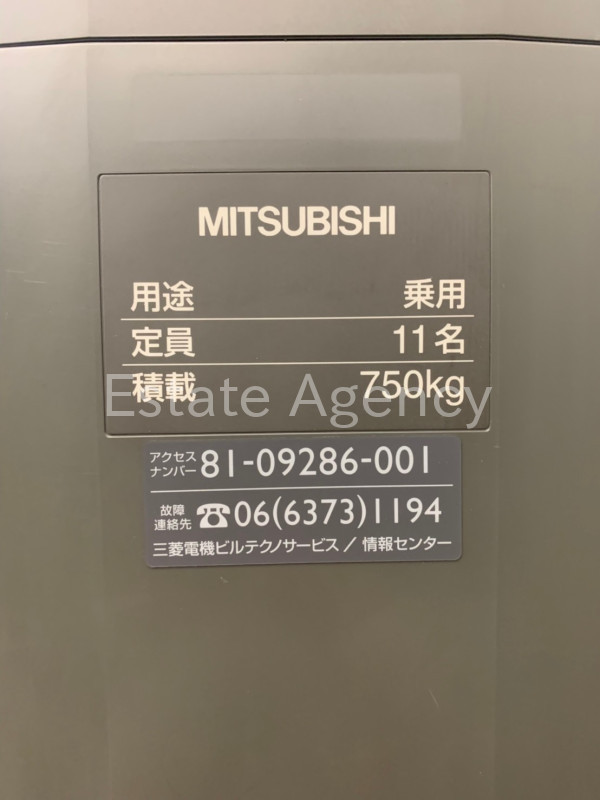 MITSUBISHI
用途 乗用
定員 11名
積載 750kg
Estate Agency
アクセス
ナンバー 81-09286-001
故障
連絡先 ☎06(6373)1194
三菱電機ビルテクノサービス／情報センター